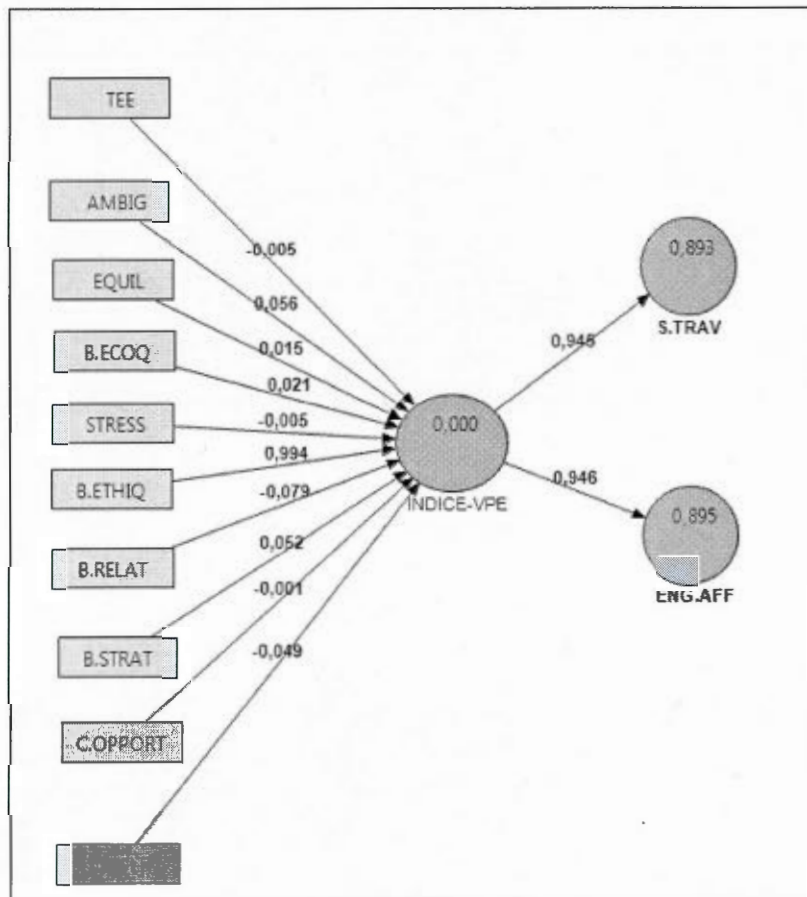 TEE
AMBIG
EQUIL
B.ECOQ
STRESS
B.ETHIQ
B.RELAT
B.STRAT
C.OPPORT
-0,005
0,056
0,015
0,021
-0,005
0,994
-0,079
0,052
-0,001
-0,049
0,000
INDICE-VPE
0,945
0,946
0,893
S.TRAV
0,895
ENG.AFF